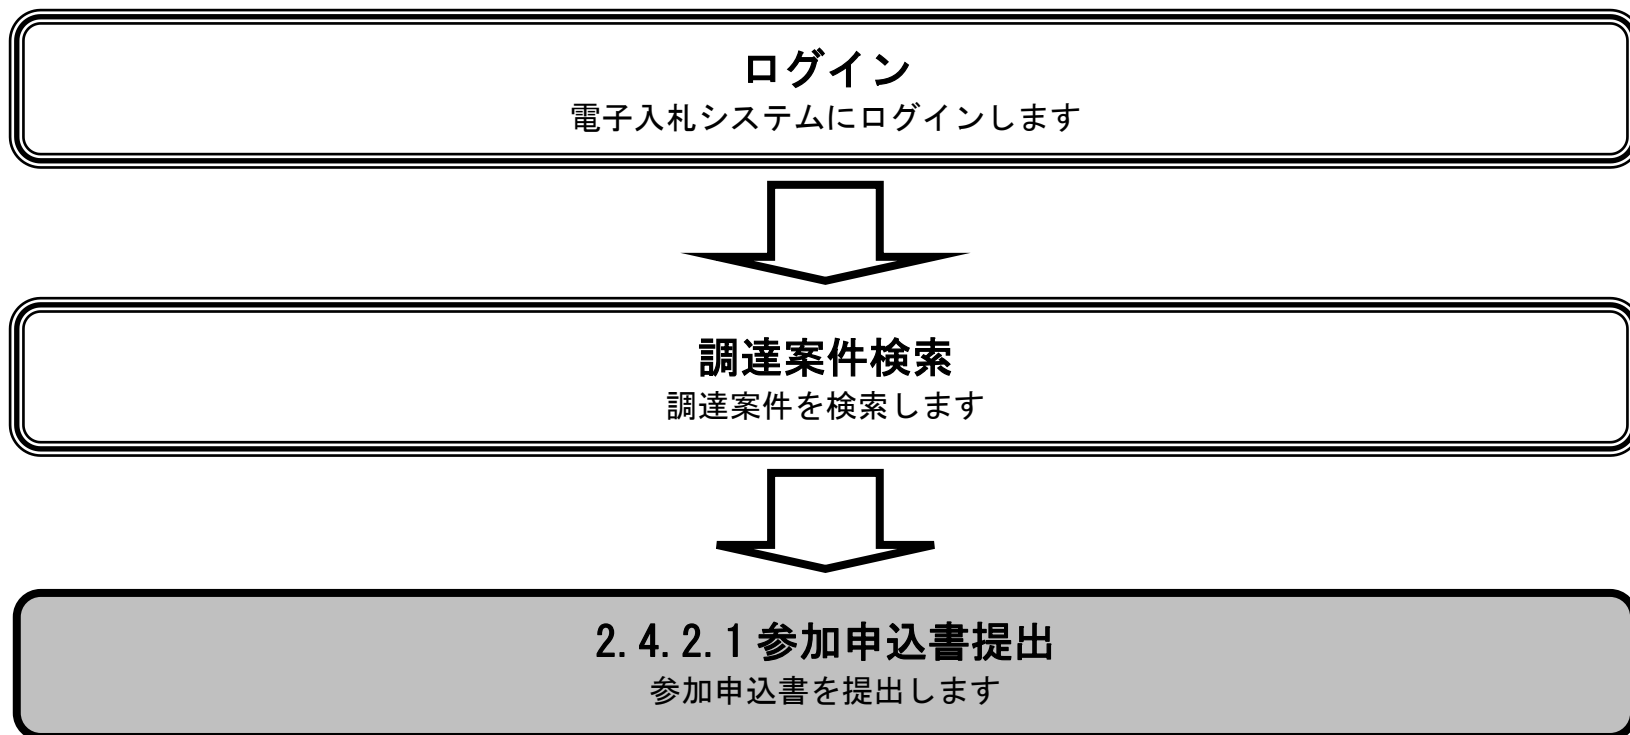 ログイン
電子入札システムにログインします
調達案件検索
調達案件を検索します
2.4.2.1 参加申込書提出
参加申込書を提出します